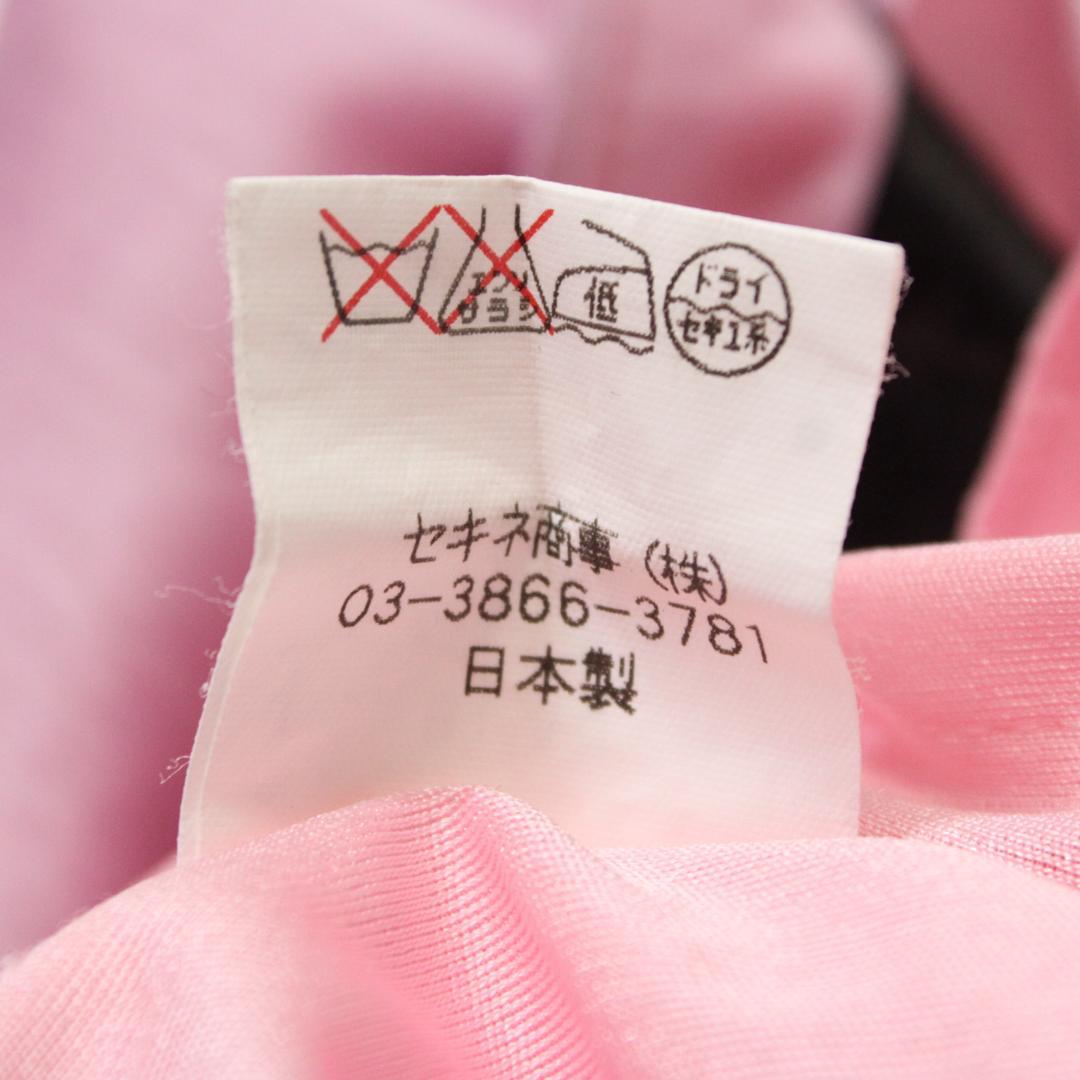 エンソ
サラシ
低
ドライ
セキユ系
セキネ商事(株)
03-3866-3781
日本製